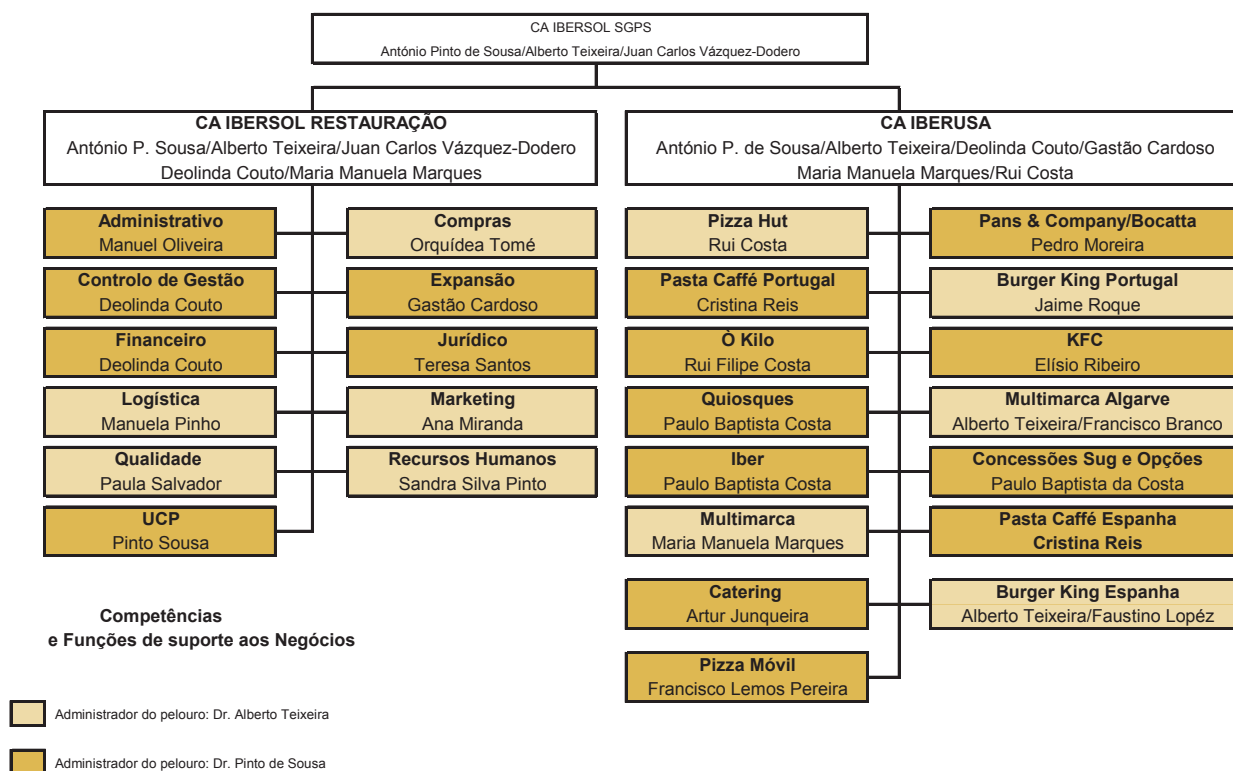 CA IBERSOL SGPS
António Pinto de Sousa/Alberto Teixeira/Juan Carlos Vázquez-Dodero
CA IBERSOL RESTAURAÇÃO
António P. Sousa/Alberto Teixeira/Juan Carlos Vázquez-Dodero
Deolinda Couto/Maria Manuela Marques
CA IBERUSA
António P. de Sousa/Alberto Teixeira/Deolinda Couto/Gastão Cardoso
Maria Manuela Marques/Rui Costa
Administrativo
Manuel Oliveira
Compras
Orquídea Tomé
Controlo de Gestão
Deolinda Couto
Expansão
Gastão Cardoso
Financeiro
Deolinda Couto
Jurídico
Teresa Santos
Logística
Manuela Pinho
Marketing
Ana Miranda
Qualidade
Paula Salvador
Recursos Humanos
Sandra Silva Pinto
UCP
Pinto Sousa
Pizza Hut
Rui Costa
Pans & Company/Bocatta
Pedro Moreira
Pasta Caffé Portugal
Cristina Reis
Burger King Portugal
Jaime Roque
Ò Kilo
Rui Filipe Costa
KFC
Elísio Ribeiro
Quiosques
Paulo Baptista Costa
Multimarca Algarve
Alberto Teixeira/Francisco Branco
Iber
Paulo Baptista Costa
Concessões Sug e Opções
Paulo Baptista da Costa
Multimarca
Maria Manuela Marques
Pasta Caffé Espanha
Cristina Reis
Catering
Artur Junqueira
Burger King Espanha
Alberto Teixeira/Faustino Lopéz
Pizza Móvil
Francisco Lemos Pereira
Competências
e Funções de suporte aos Negócios
Administrador do pelouro: Dr. Alberto Teixeira
Administrador do pelouro: Dr. Pinto de Sousa